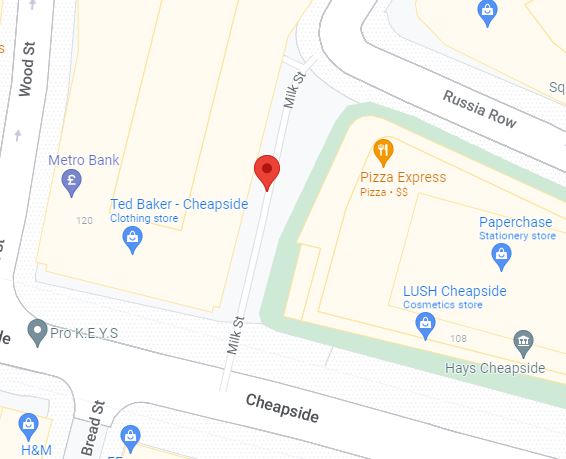 Wood St
Milk St
Russia Row
Sq
Metro Bank
£
Pizza Express
Pizza · $$
Ted Baker - Cheapside
Clothing store
120
Paperchase
Stationery store
LUSH Cheapside
Cosmetics store
Pro K.E.Y.S
Milk St
108
Hays Cheapside
Cheapside
Bread St
H&M